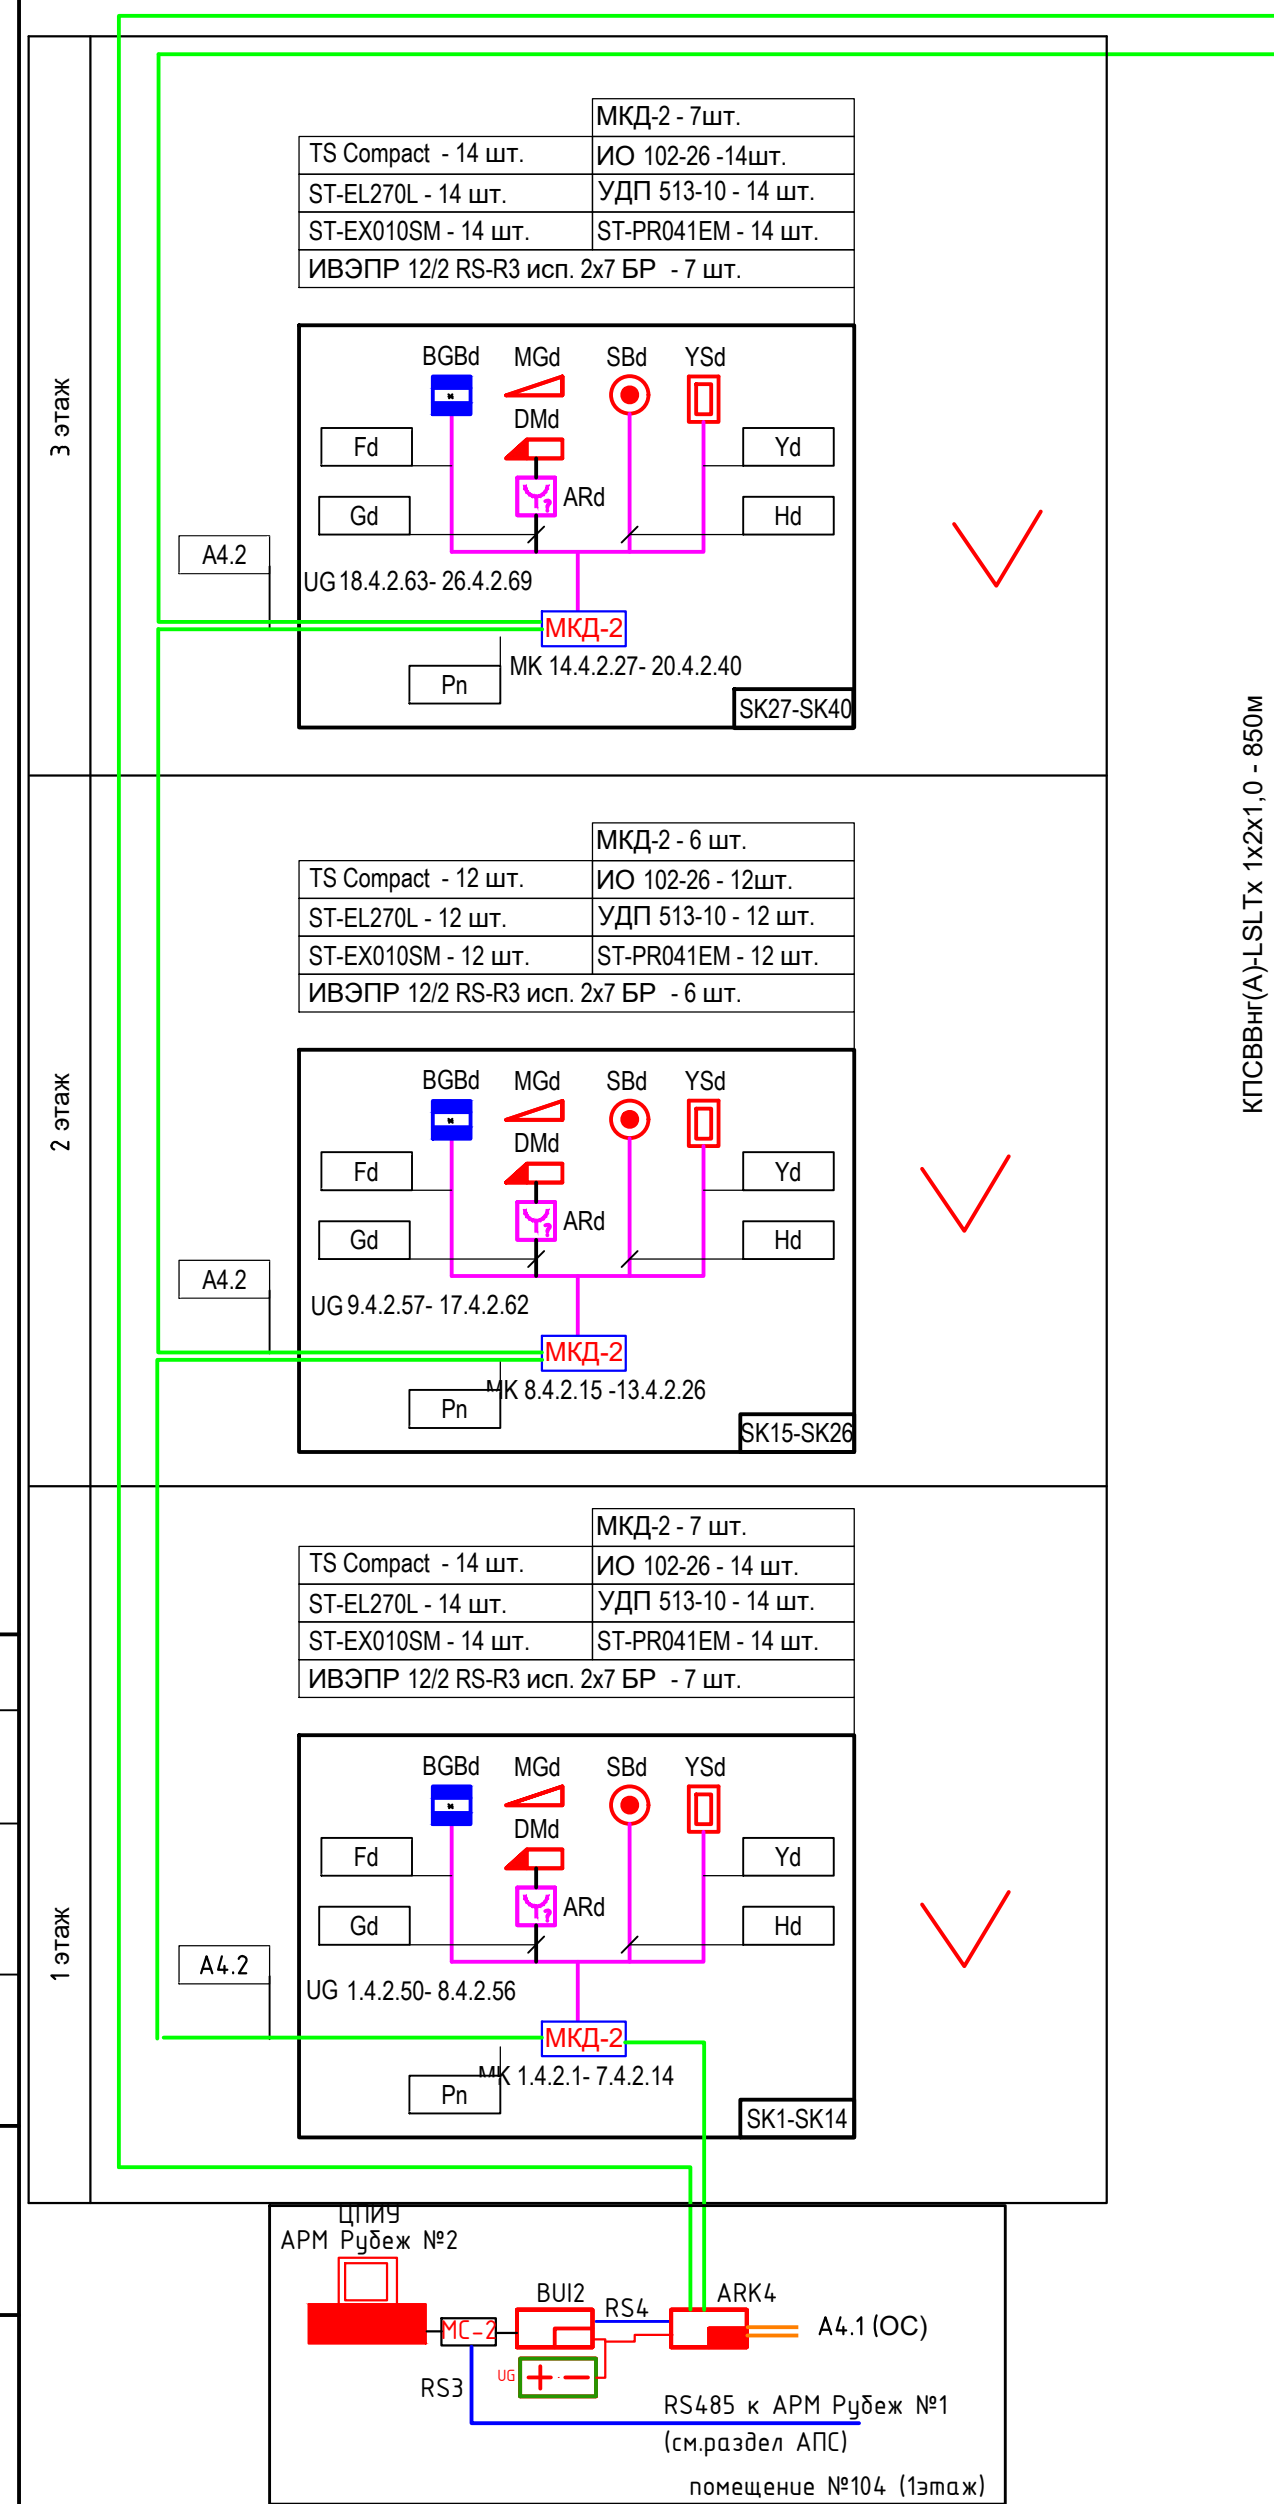 3 этаж
МКД-2 - 7шт.
TS Compact - 14 шт.
ИО 102-26 -14шт.
ST-EL270L - 14 шт.
УДП 513-10 - 14 шт.
ST-EX010SM - 14 шт.
ST-PR041EM - 14 шт.
ИВЭПР 12/2 RS-R3 исп. 2х7 БР - 7 шт.
BGBd
MGd
SBd
YSd
DMd
Fd
Yd
ARd
Gd
Hd
A4.2
UG 18.4.2.63- 26.4.2.69
МКД-2
MK 14.4.2.27- 20.4.2.40
Pn
SK27-SK40
КПСВВнг(А)-LSLTx 1x2x1,0 - 850м
2 этаж
МКД-2 - 6 шт.
TS Compact - 12 шт.
ИО 102-26 - 12шт.
ST-EL270L - 12 шт.
УДП 513-10 - 12 шт.
ST-EX010SM - 12 шт.
ST-PR041EM - 12 шт.
ИВЭПР 12/2 RS-R3 исп. 2х7 БР - 6 шт.
BGBd
MGd
SBd
YSd
DMd
Fd
Yd
ARd
Gd
Hd
A4.2
UG 9.4.2.57- 17.4.2.62
МКД-2
MK 8.4.2.15 -13.4.2.26
Pn
SK15-SK26
1 этаж
МКД-2 - 7 шт.
TS Compact - 14 шт.
ИО 102-26 - 14 шт.
ST-EL270L - 14 шт.
УДП 513-10 - 14 шт.
ST-EX010SM - 14 шт.
ST-PR041EM - 14 шт.
ИВЭПР 12/2 RS-R3 исп. 2х7 БР - 7 шт.
BGBd
MGd
SBd
YSd
DMd
Fd
Yd
ARd
Gd
Hd
A4.2
UG 1.4.2.50- 8.4.2.56
МКД-2
MK 1.4.2.1- 7.4.2.14
Pn
SK1-SK14
ЦПИУ
АРМ Рубеж №2
BUI2
RS4
ARK4
МС-2
A4.1 (ОС)
UG
RS3
RS485 к АРМ Рубеж №1
(см.раздел АПС)
помещение №104 (1этаж)